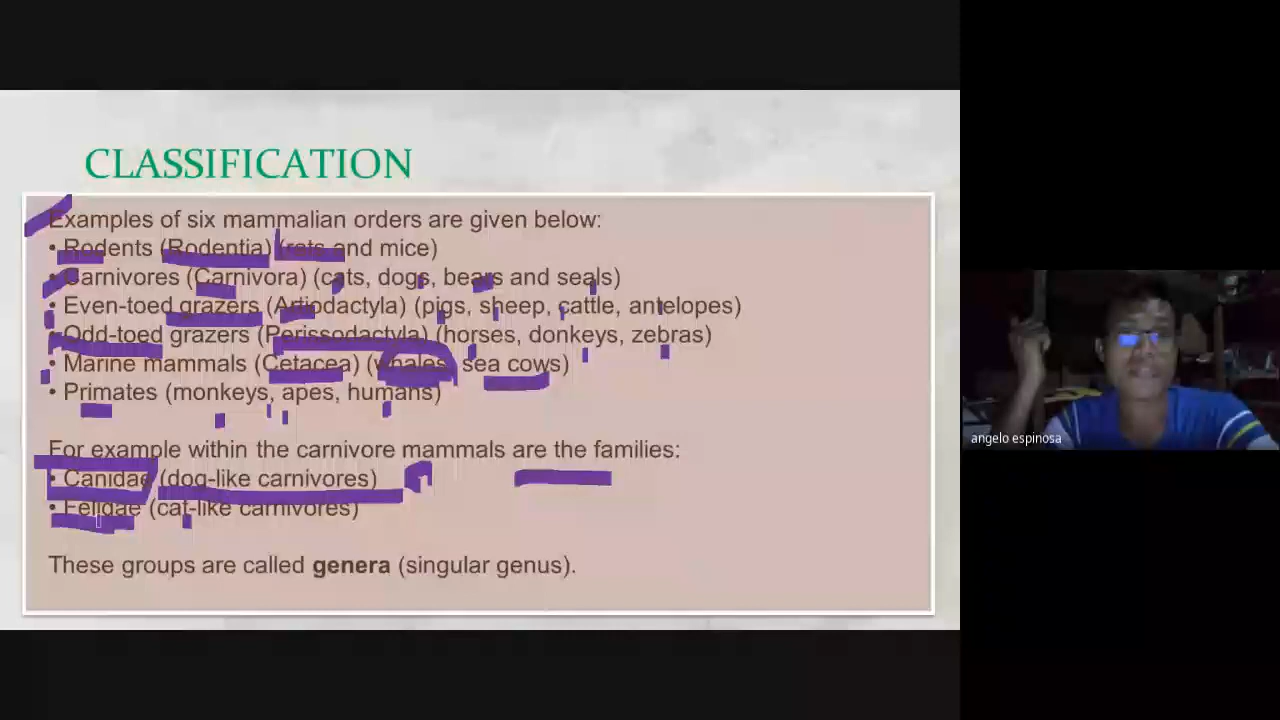 CLASSIFICATION
Examples of six mammalian orders are given below:
• Rodents (Rodentia) (rats and mice)
• Carnivores (Carnivora) (cats, dogs, bears and seals)
• Even-toed grazers (Artiodactyla) (pigs, sheep, cattle, antelopes)
• Odd-toed grazers (Perissodactyla) (horses, donkeys, zebras)
• Marine mammals (Cetacea) (whales, sea cows)
• Primates (monkeys, apes, humans)
For example within the carnivore mammals are the families:
• Canidae (dog-like carnivores)
• Felidae (cat-like carnivores)
These groups are called genera (singular genus).
angelo espinosa